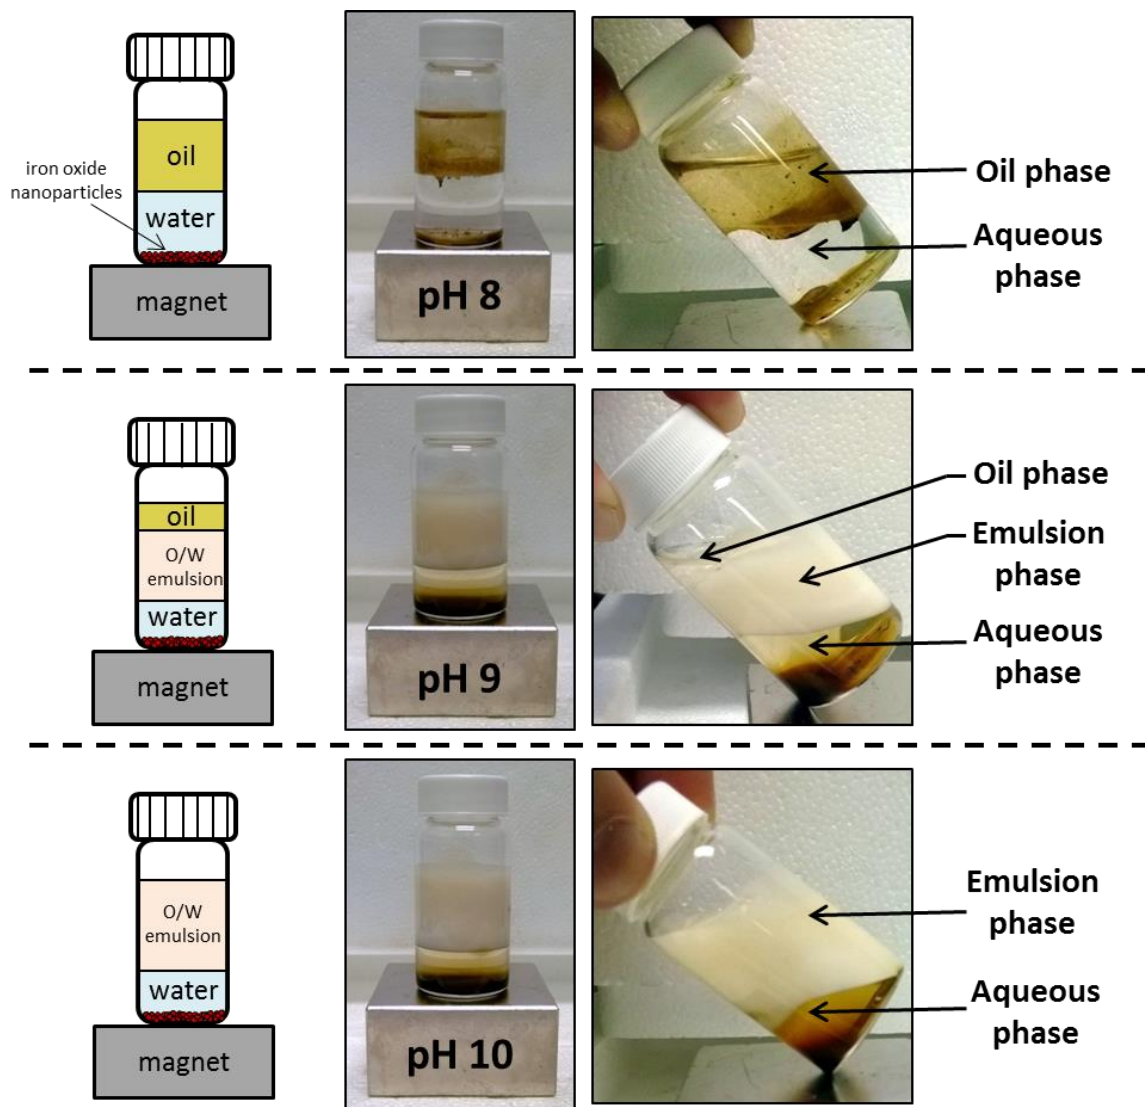 oil
iron oxide
nanoparticles
water
magnet
pH 8
Oil phase
Aqueous
phase
oil
O/W
emulsion
water
magnet
pH 9
Oil phase
Emulsion
phase
Aqueous
phase
O/W
emulsion
water
magnet
pH 10
Emulsion
phase
Aqueous
phase